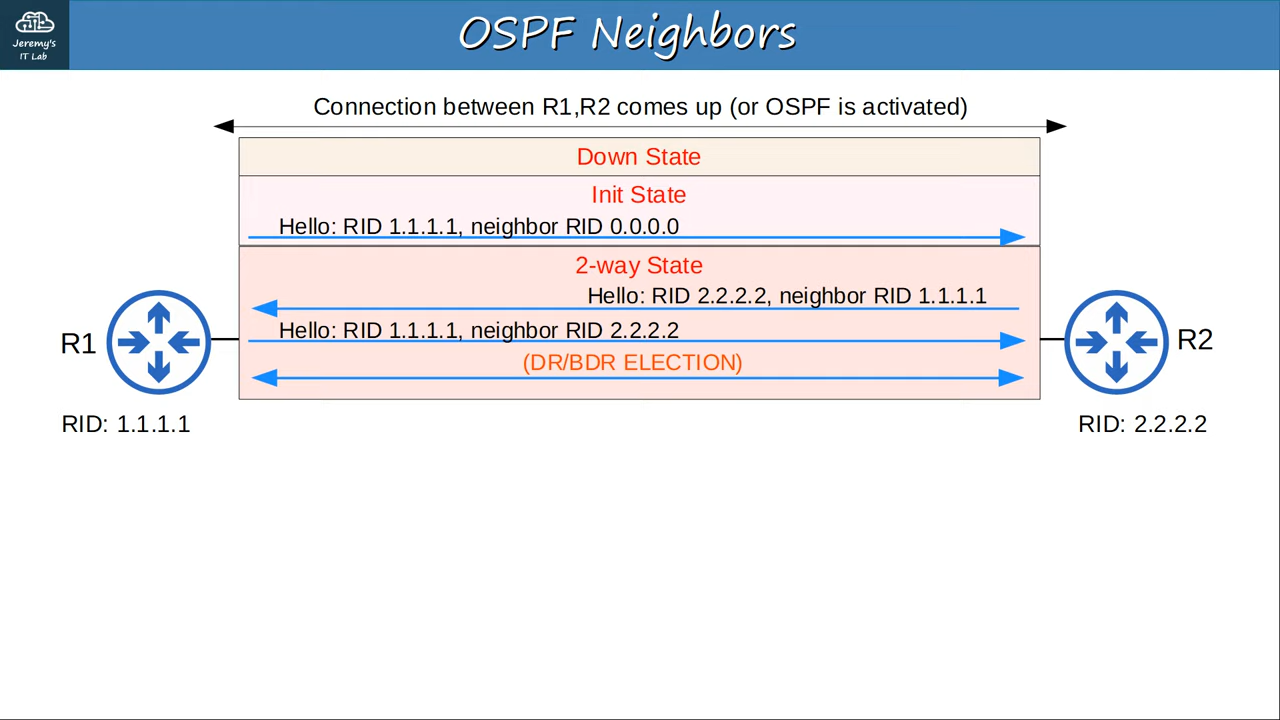 Jeremy's
IT Lab
OSPF Neighbors
Connection between R1,R2 comes up (or OSPF is activated)
Down State
Init State
Hello: RID 1.1.1.1, neighbor RID 0.0.0.0
2-way State
Hello: RID 2.2.2.2, neighbor RID 1.1.1.1
Hello: RID 1.1.1.1, neighbor RID 2.2.2.2
(DR/BDR ELECTION)
R1
R2
RID: 1.1.1.1
RID: 2.2.2.2